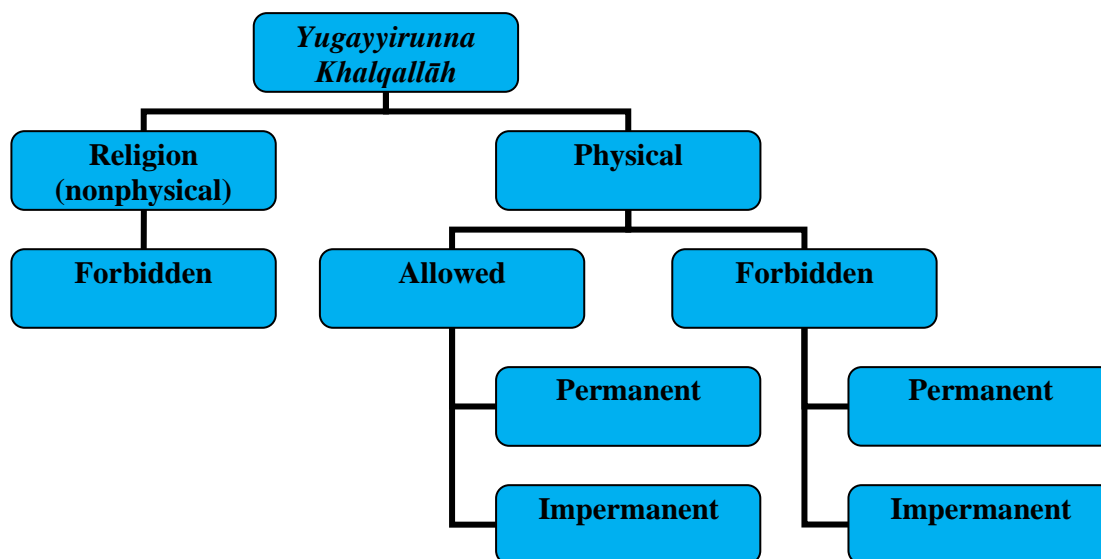 Yugayyirunna
Khalqallāh
Religion
(nonphysical)
Physical
Forbidden
Allowed
Forbidden
Permanent
Permanent
Impermanent
Impermanent